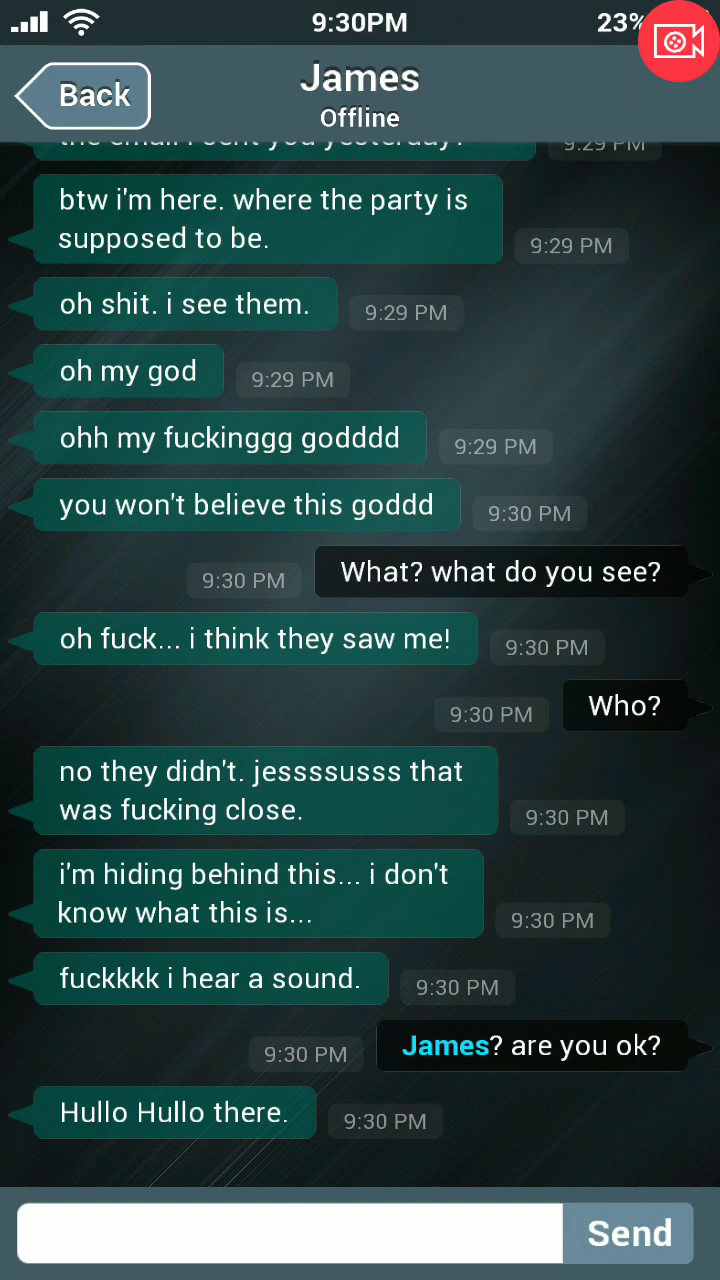 9:30PM
23%
Back
James
Offline
the email i sent you yesterday?
9:29 PM
btw i'm here. where the party is
supposed to be.
9:29 PM
oh shit. i see them.
9:29 PM
oh my god
9:29 PM
ohh my fuckinggg godddd
9:29 PM
you won't believe this goddd
9:30 PM
What? what do you see?
9:30 PM
oh fuck... i think they saw me!
9:30 PM
Who?
9:30 PM
no they didn't. jessssusss that
was fucking close.
9:30 PM
i'm hiding behind this... i don't
know what this is...
9:30 PM
fuckkkk i hear a sound.
9:30 PM
James? are you ok?
9:30 PM
Hullo Hullo there.
9:30 PM
Send